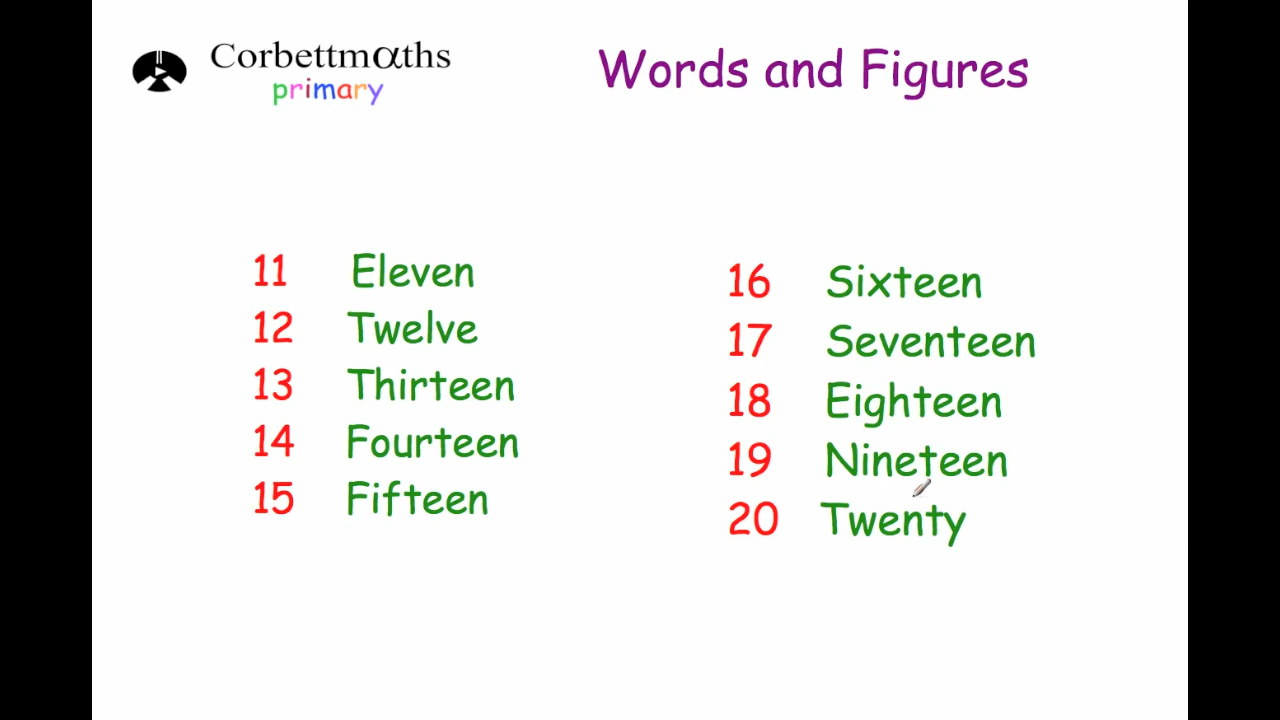 Corbettmαths
primary
Words and Figures
11 Eleven
12 Twelve
13 Thirteen
14 Fourteen
15 Fifteen
16 Sixteen
17 Seventeen
18 Eighteen
19 Nineteen
20 Twenty